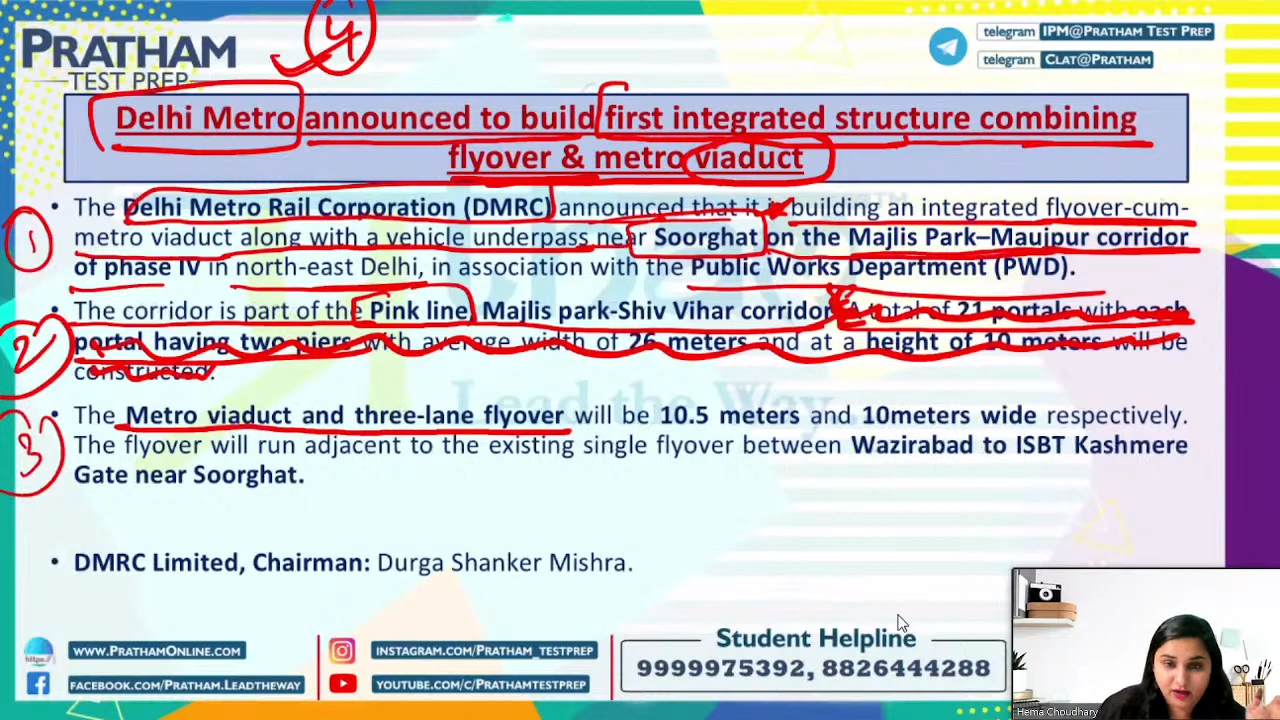 4
PRATHAM
TEST PREP
telegram IPM@PRATHAM TEST PREP
telegram CLAT@PRATHAM
Delhi Metro announced to build first integrated structure combining
flyover & metro viaduct
1
• The Delhi Metro Rail Corporation (DMRC) announced that it is building an integrated flyover-cum-
metro viaduct along with a vehicle underpass near Soorghat on the Majlis Park–Maujpur corridor
of phase IV in north-east Delhi, in association with the Public Works Department (PWD).
2
• The corridor is part of the Pink line, Majlis park-Shiv Vihar corridor. A total of 21 portals with each
portal having two piers with average width of 26 meters and at a height of 10 meters will be
constructed.
3
• The Metro viaduct and three-lane flyover will be 10.5 meters and 10meters wide respectively.
The flyover will run adjacent to the existing single flyover between Wazirabad to ISBT Kashmere
Gate near Soorghat.
• DMRC Limited, Chairman: Durga Shanker Mishra.
https://
WWW.PRATHAMONLINE.COM
FACEBOOK.COM/PRATHAM.LEADTHEWAY
INSTAGRAM.COM/PRATHAM_TESTPREP
YOUTUBE.COM/C/PRATHAMTESTPREP
Student Helpline
9999975392, 8826444288
Hema Choudhary
Lead the Way